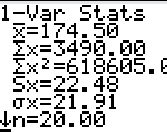 1-Var Stats
x̄=174.50
Σx=3490.00
Σx²=618605.0
Sx=22.48
σx=21.91
↓n=20.00